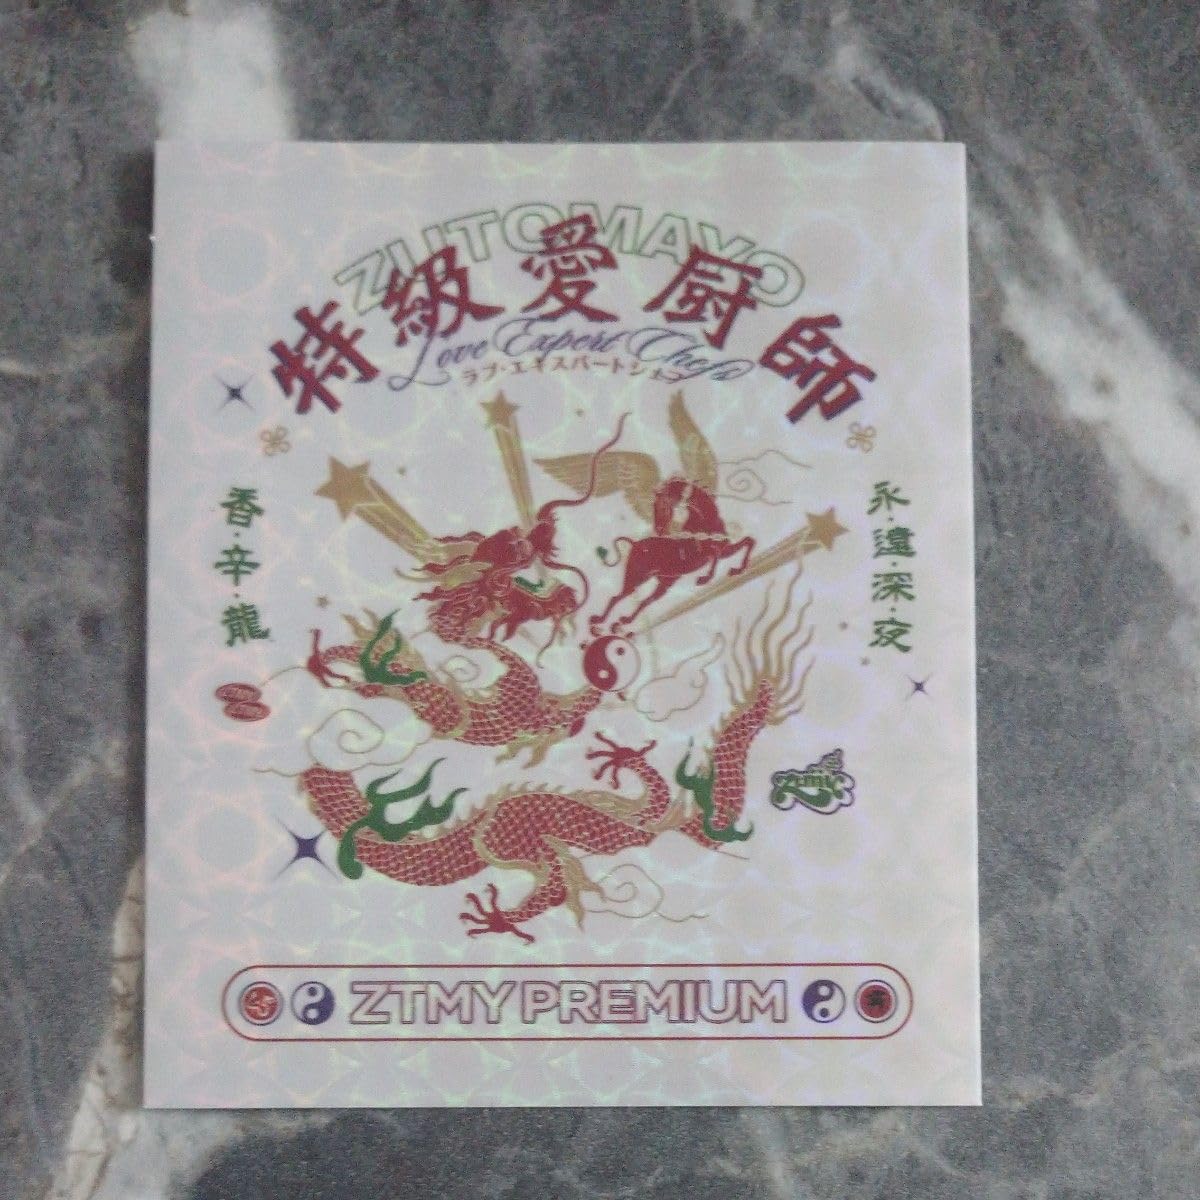 ZUTOMAYO
特級愛厨師
Love Expert Chefs
ラブ・エキスパートシェフ
香・辛・龍
永・遠・深・夜
ZTMY PREMIUM